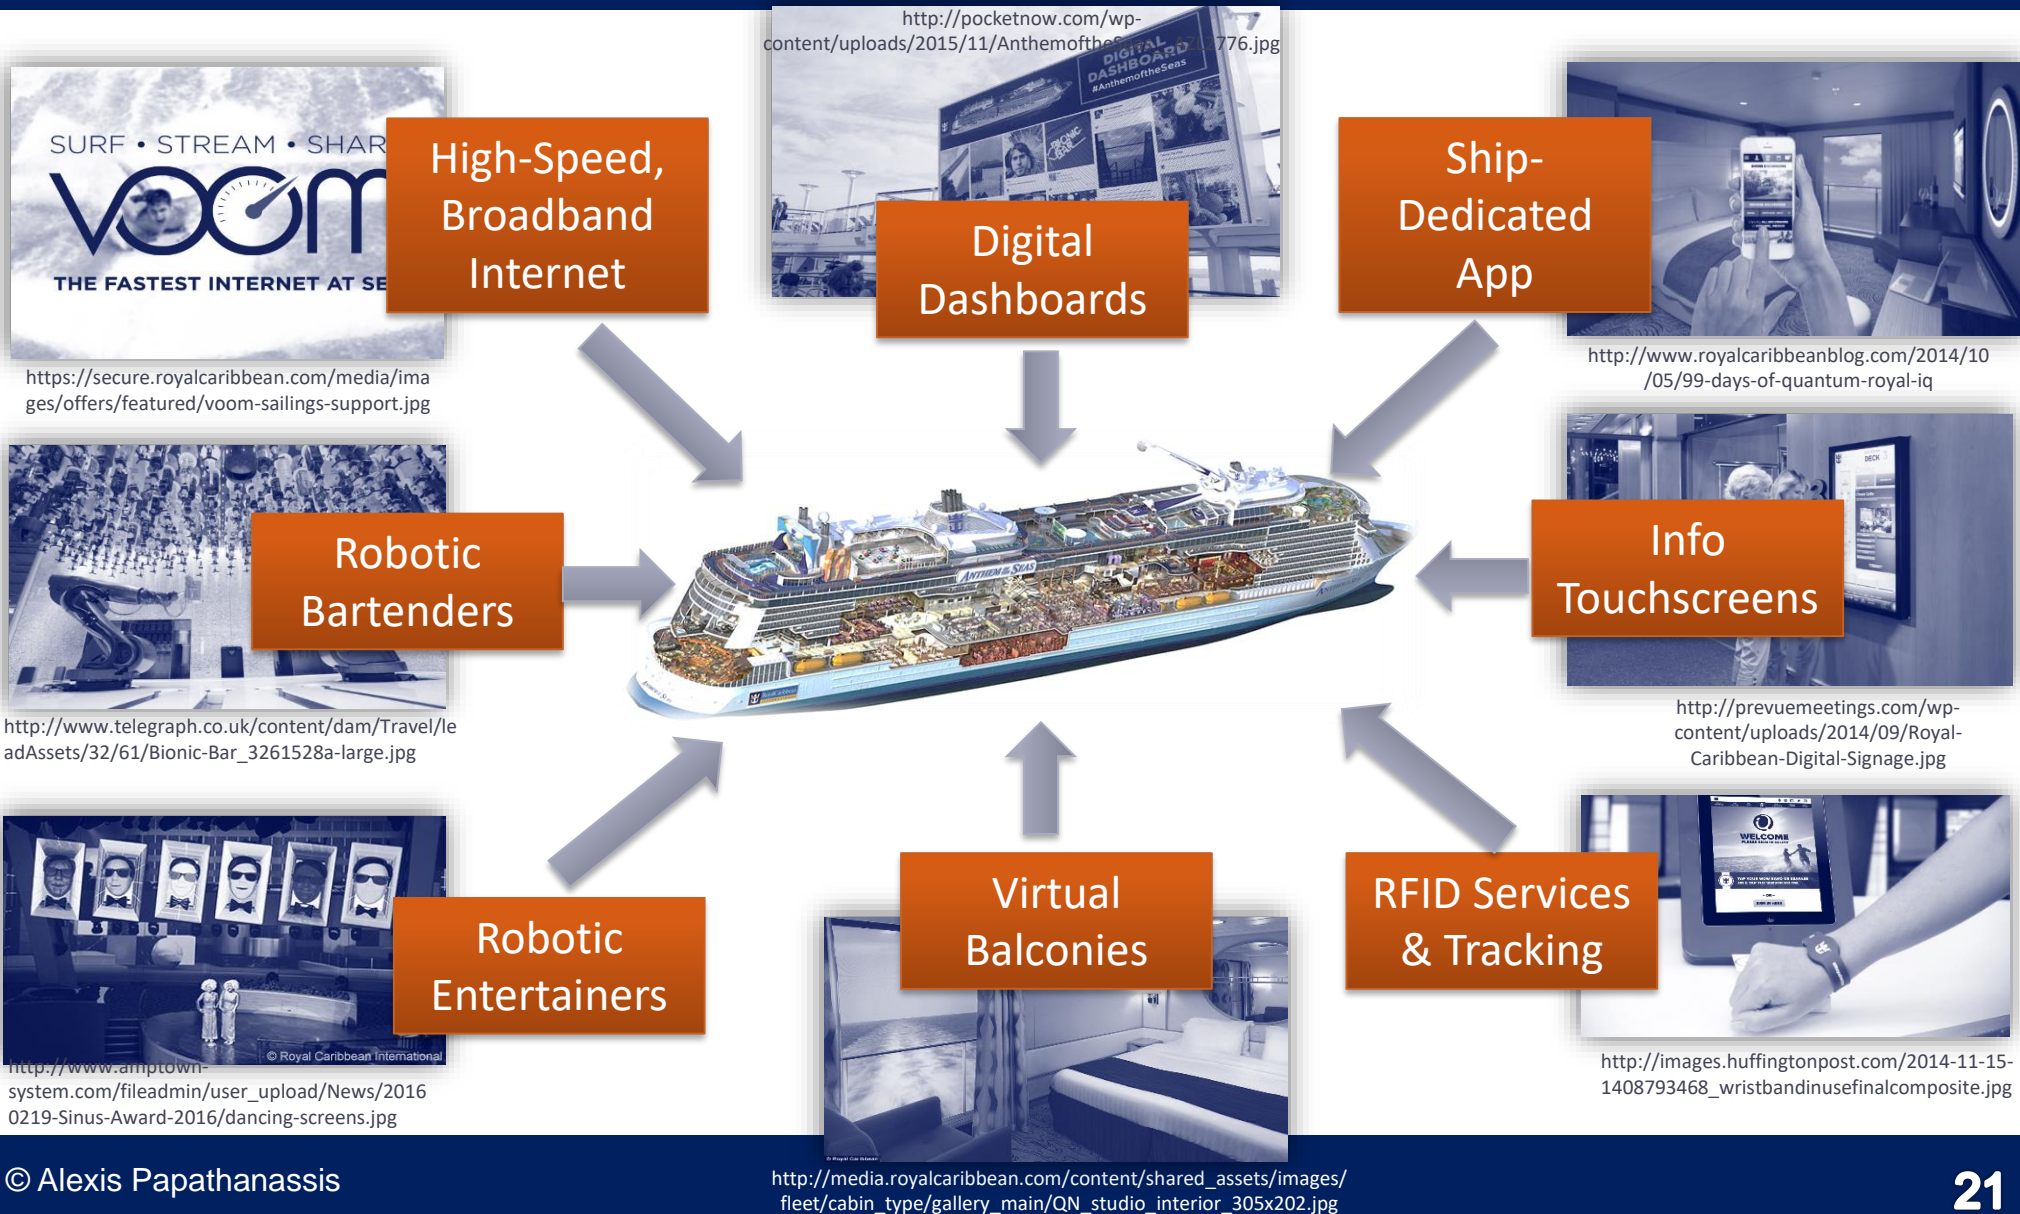 http://pocketnow.com/wp-
content/uploads/2015/11/Anthemofthe
776.jpg
DIGITAL
DASHBOARD
#AnthemoftheSeas
SURF • STREAM • SHAR
VOOM
THE FASTEST INTERNET AT SE
High-Speed,
Broadband
Internet
Digital
Dashboards
Ship-
Dedicated
App
https://secure.royalcaribbean.com/media/ima
ges/offers/featured/voom-sailings-support.jpg
http://www.royalcaribbeanblog.com/2014/10
/05/99-days-of-quantum-royal-iq
DECK
Robotic
Bartenders
Info
Touchscreens
ANTHEM OF THE SEAS
http://www.telegraph.co.uk/content/dam/Travel/le
adAssets/32/61/Bionic-Bar_3261528a-large.jpg
http://prevuemeetings.com/wp-
content/uploads/2014/09/Royal-
Caribbean-Digital-Signage.jpg
WELCOME
Robotic
Entertainers
Virtual
Balconies
RFID Services
& Tracking
© Royal Caribbean International
http://www.amptown-
system.com/fileadmin/user_upload/News/2016
0219-Sinus-Award-2016/dancing-screens.jpg
http://images.huffingtonpost.com/2014-11-15-
1408793468_wristbandinusefinalcomposite.jpg
© Alexis Papathanassis
http://media.royalcaribbean.com/content/shared_assets/images/
fleet/cabin_type/gallery_main/QN_studio_interior_305x202.jpg
21